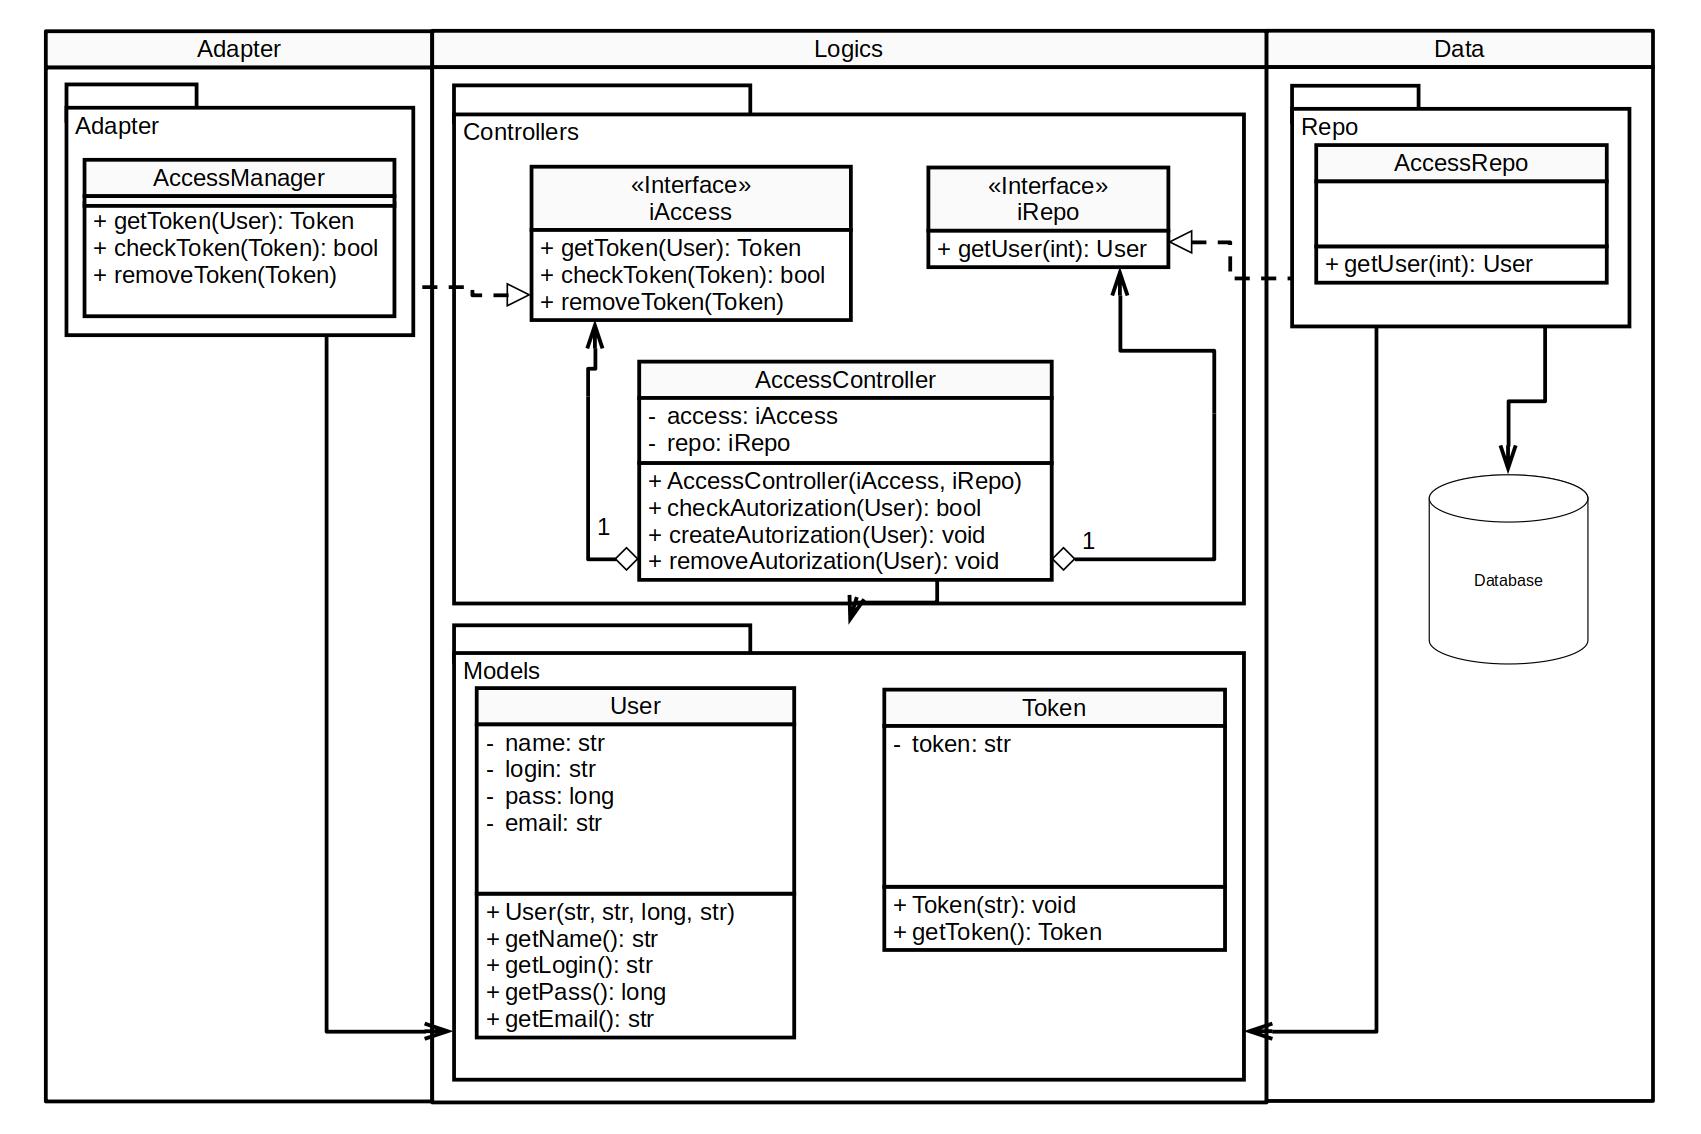 Adapter
Logics
Data
Adapter
AccessManager
+ getToken(User): Token
+ checkToken(Token): bool
+ removeToken(Token)
Controllers
«Interface»
iAccess
+ getToken(User): Token
+ checkToken(Token): bool
+ removeToken(Token)
«Interface»
iRepo
+ getUser(int): User
AccessController
- access: iAccess
- repo: iRepo
+ AccessController(iAccess, iRepo)
+ checkAutorization(User): bool
+ createAutorization(User): void
+ removeAutorization(User): void
1
1
Repo
AccessRepo
+ getUser(int): User
Database
Models
User
- name: str
- login: str
- pass: long
- email: str
+ User(str, str, long, str)
+ getName(): str
+ getLogin(): str
+ getPass(): long
+ getEmail(): str
Token
- token: str
+ Token(str): void
+ getToken(): Token